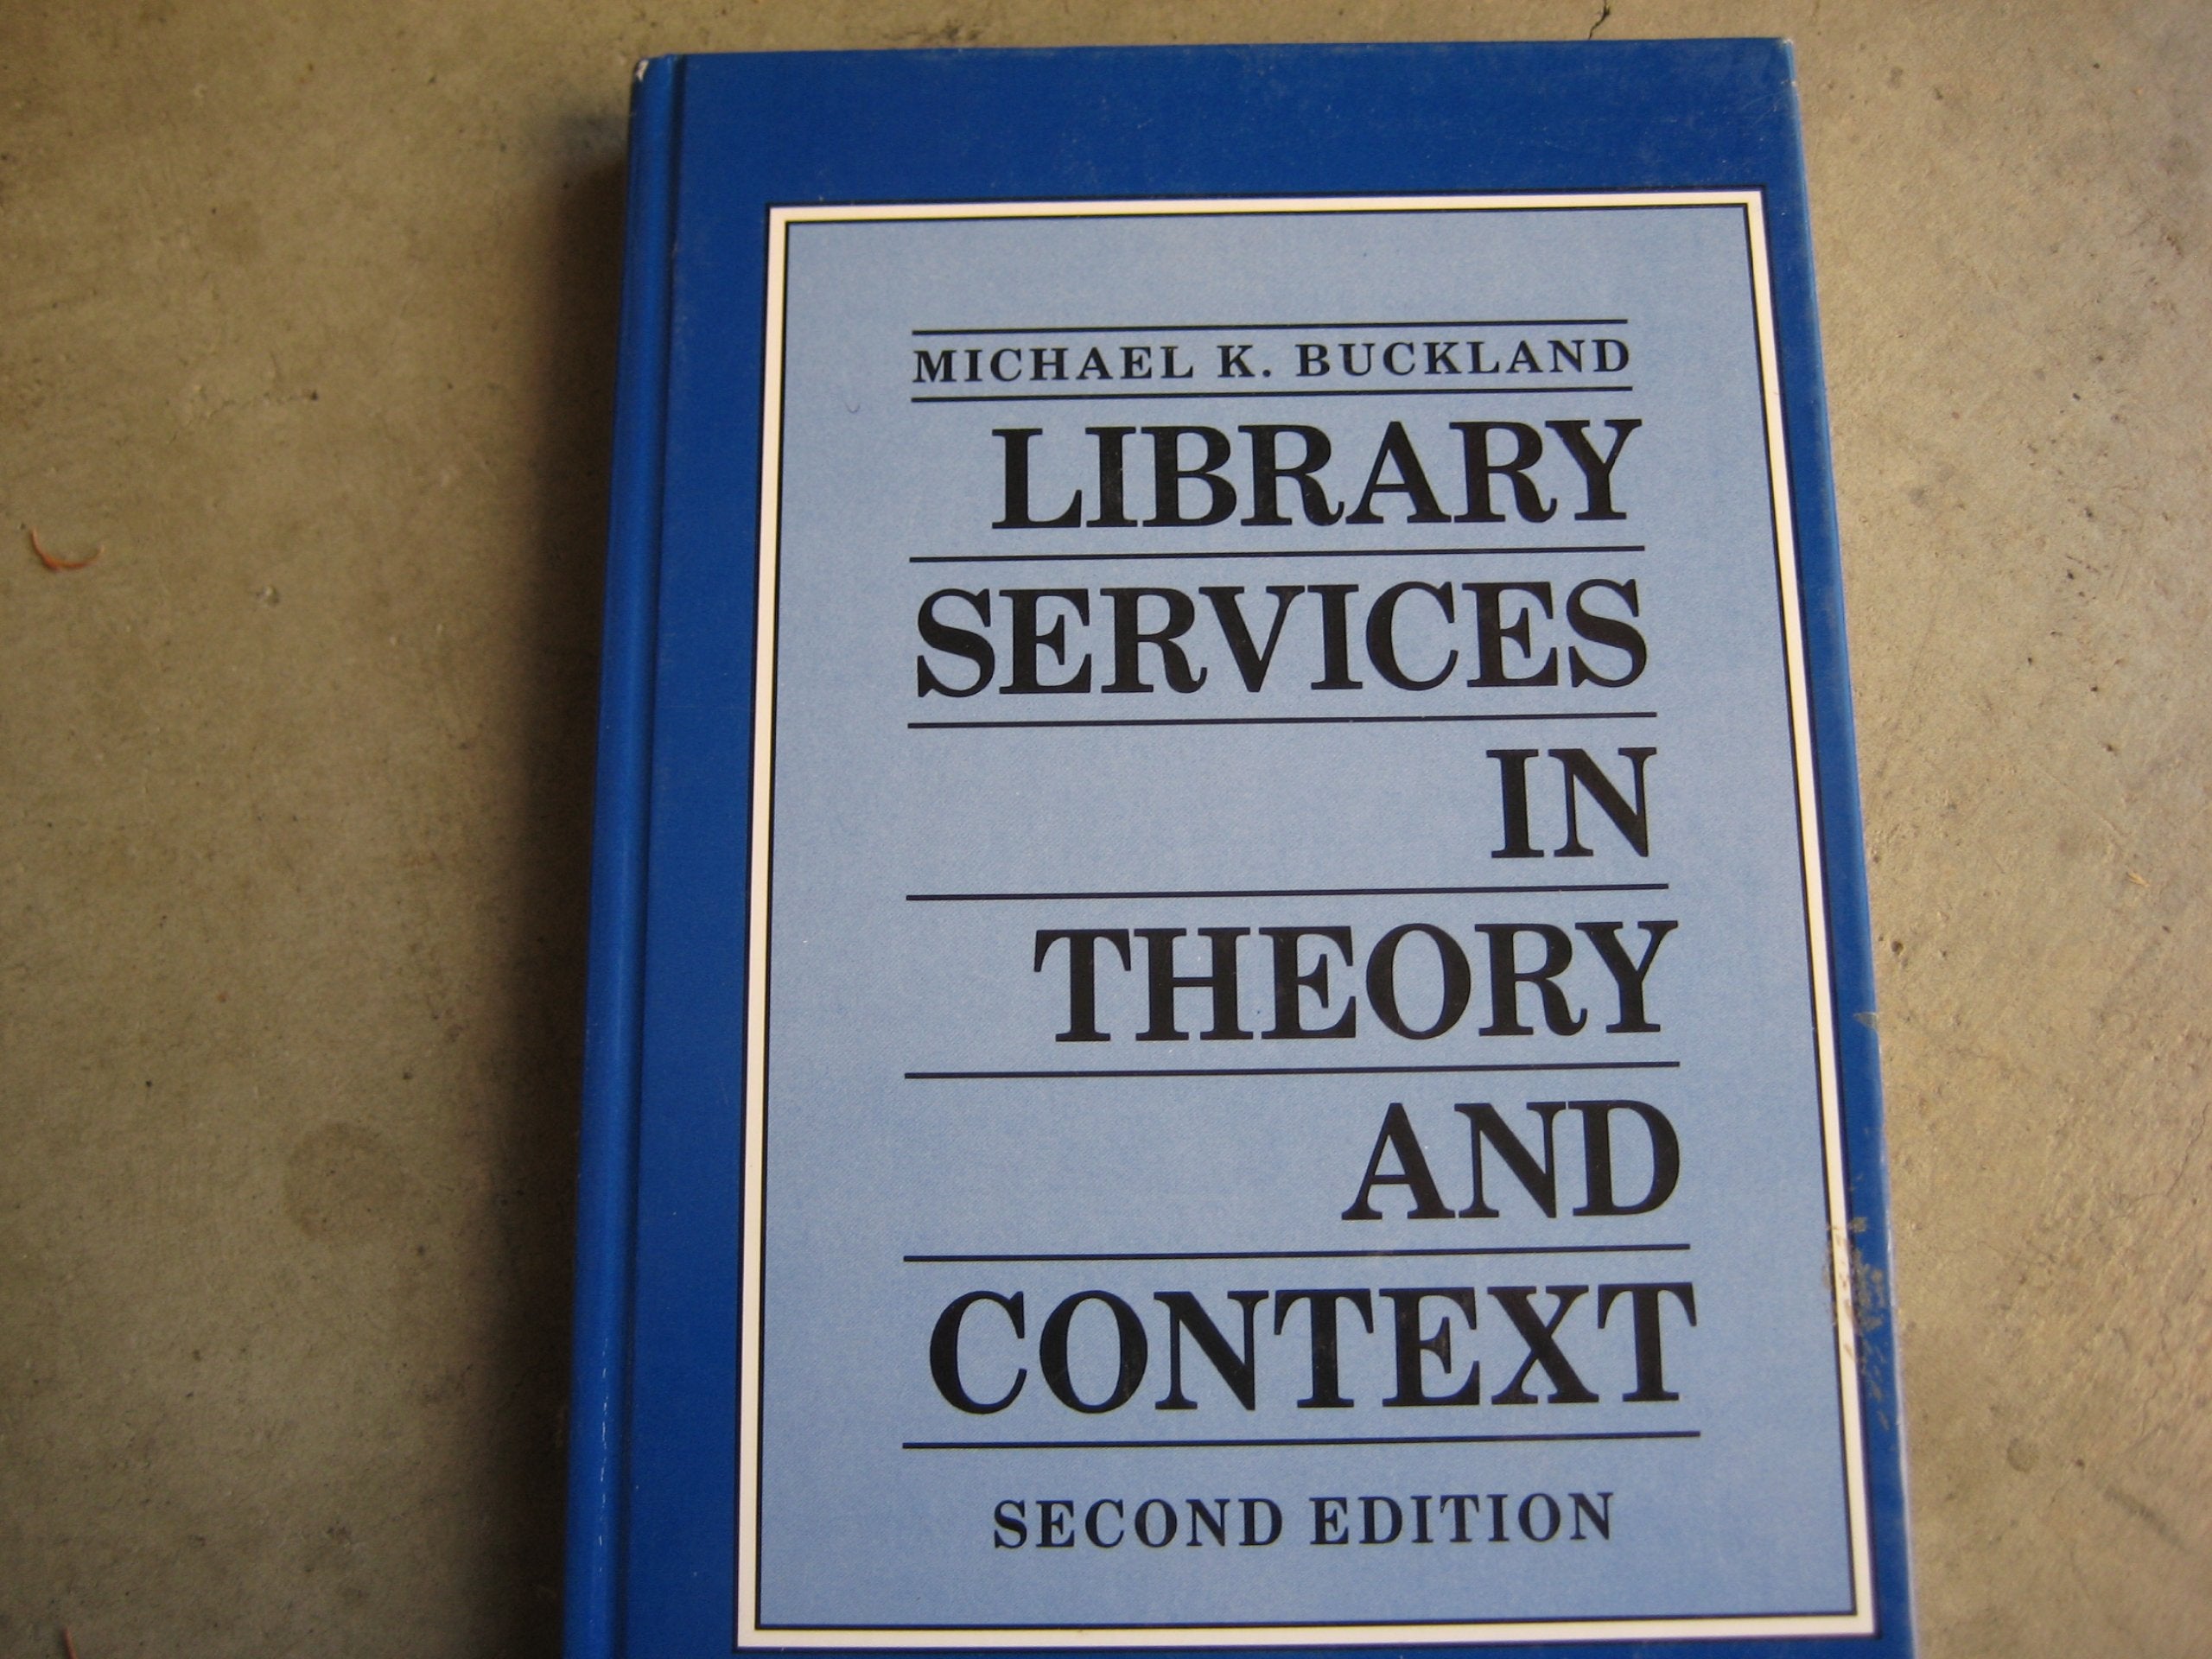 MICHAEL K. BUCKLAND
LIBRARY
SERVICES
IN
THEORY
AND
CONTEXT
SECOND EDITION